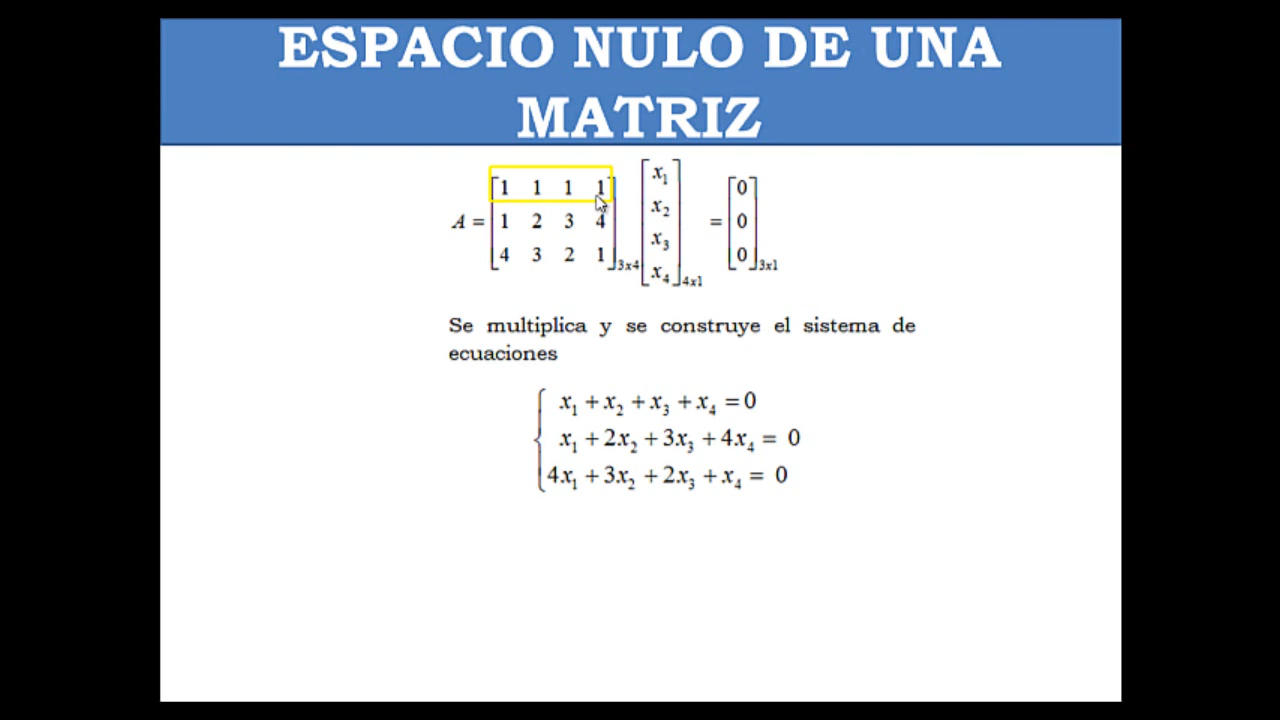 ESPACIO NULO DE UNA
MATRIZ
A = [1 1 1 1; 1 2 3 4; 4 3 2 1]3x4 [x1; x2; x3; x4]4x1 = [0; 0; 0]3x1
Se multiplica y se construye el sistema de
ecuaciones
x1 + x2 + x3 + x4 = 0
x1 + 2x2 + 3x3 + 4x4 = 0
4x1 + 3x2 + 2x3 + x4 = 0